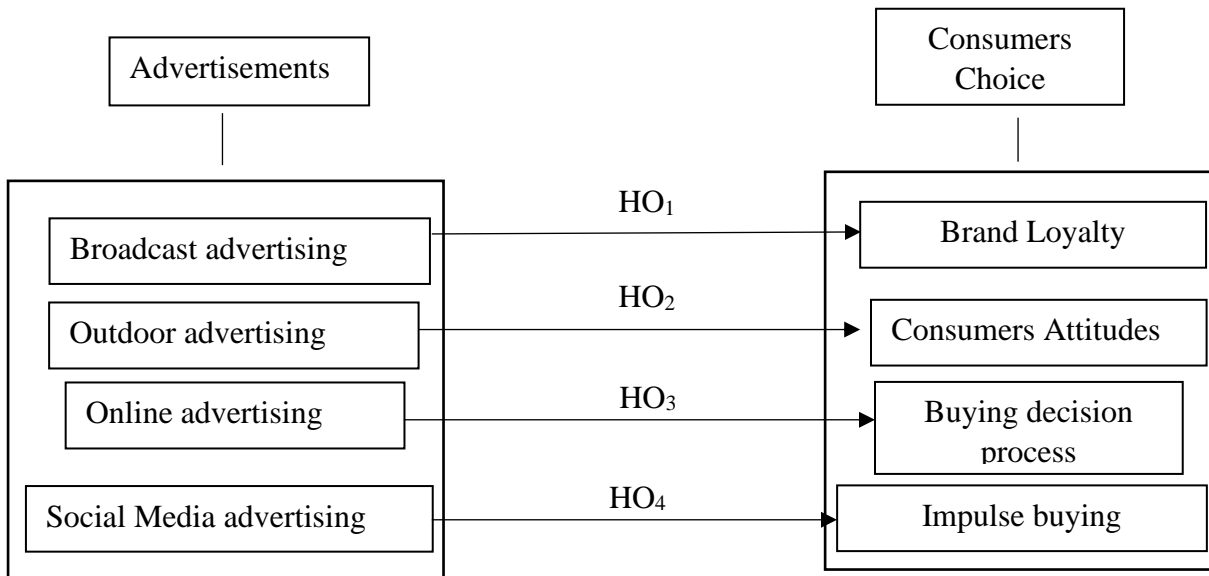 Advertisements
Consumers
Choice
Broadcast advertising
HO₁
Brand Loyalty
Outdoor advertising
HO₂
Consumers Attitudes
Online advertising
HO₃
Buying decision
process
Social Media advertising
HO₄
Impulse buying